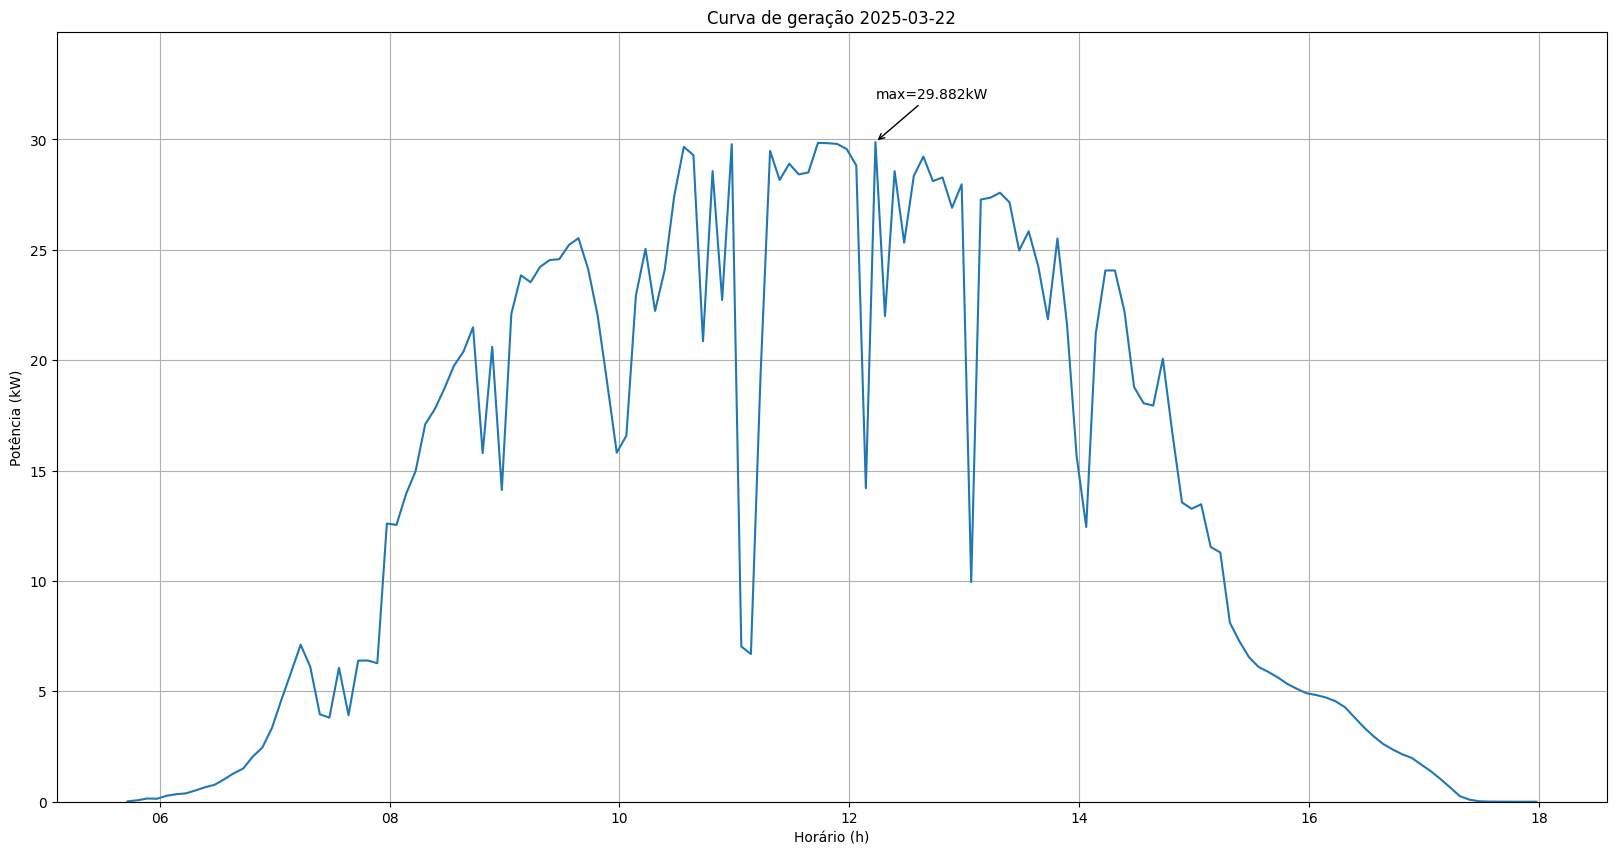 Curva de geração 2025-03-22
max=29.882kW
30
25
20
15
10
5
0
Potência (kW)
06 08 10 12 14 16 18
Horário (h)